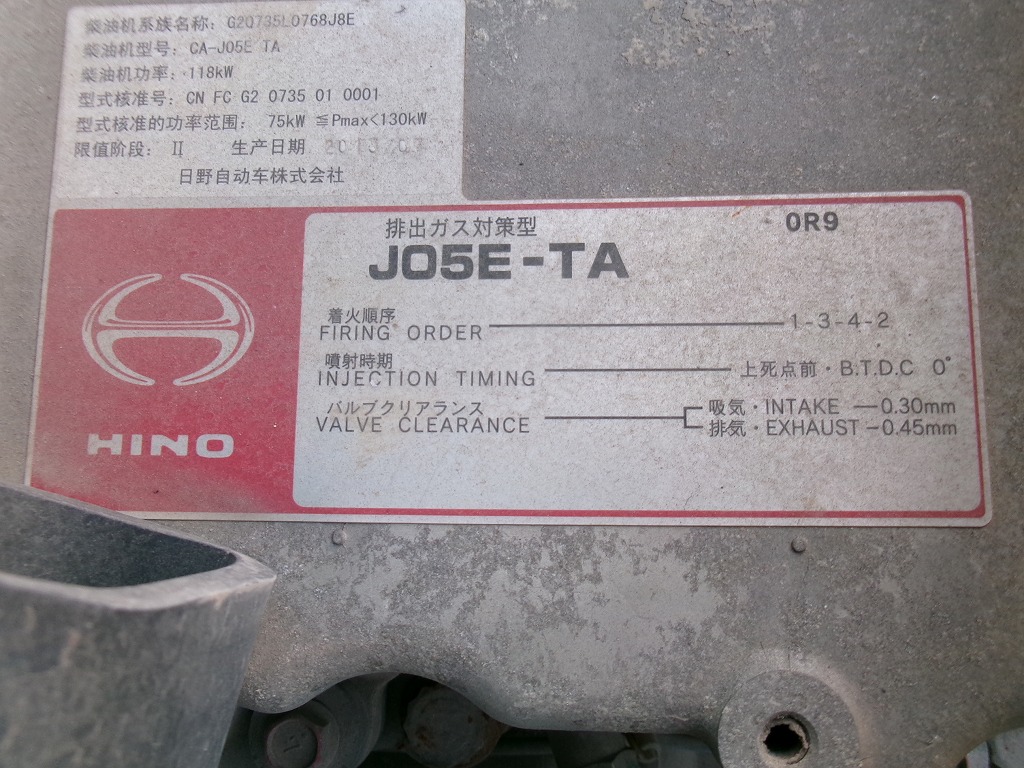 柴油机系族名称: G20735L0768J8E
柴油机型号: CA-J05E TA
柴油机功率: 118kW
型式核准号: CN FC G2 0735 01 0001
型式核准的功率范围: 75kW ≦Pmax<130kW
限值阶段: Ⅱ 生产日期
日野自动车株式会社
排出ガス対策型 0R9
J05E-TA
着火順序
FIRING ORDER 1-3-4-2
噴射時期
INJECTION TIMING 上死点前・B.T.D.C 0°
バルブクリアランス
VALVE CLEARANCE
吸気・INTAKE —0.30mm
排気・EXHAUST —0.45mm
HINO